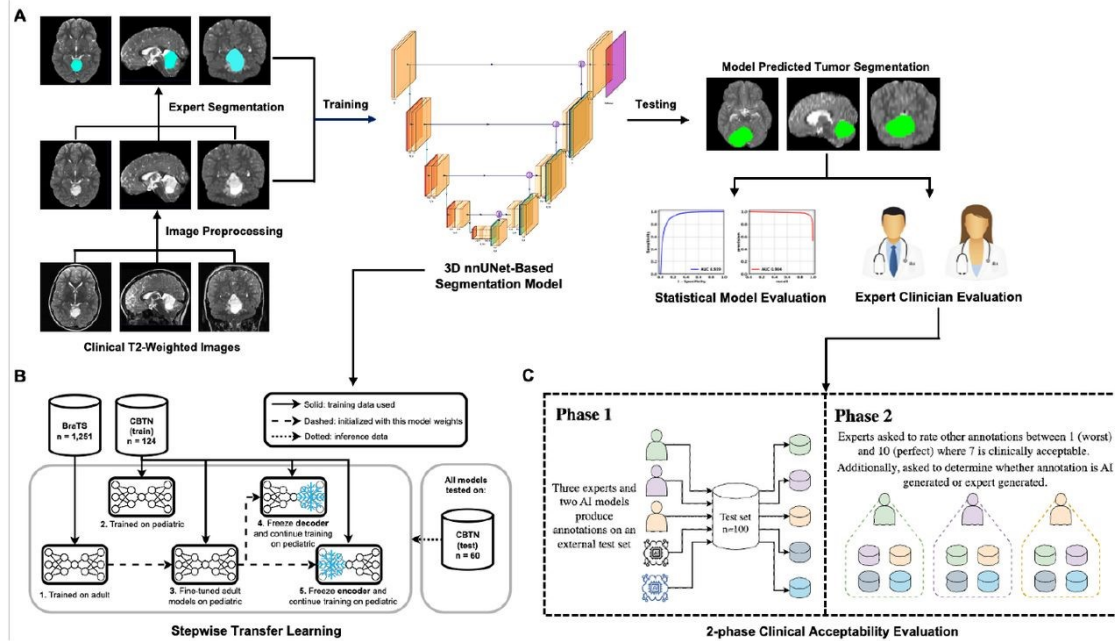 A
Expert Segmentation
Image Preprocessing
Clinical T2-Weighted Images
Training
3D nnUNet-Based
Segmentation Model
Testing
Model Predicted Tumor Segmentation
AUC 0.939
Statistical Model Evaluation
Expert Clinician Evaluation
B
BraTS
n = 1,251
CBTN
(train)
n = 124
Solid: training data used
Dashed: initialized with this model weights
Dotted: inference data
2. Trained on pediatric
4. Freeze decoder
and continue training
on pediatric
1. Trained on adult
3. Fine-tuned adult
models on pediatric
5. Freeze encoder and
continue training on pediatric
All models
tested on:
CBTN
(test)
n = 60
Stepwise Transfer Learning
C
Phase 1
Three experts and
two AI models
produce
annotations on an
external test set
Test set
n=100
Phase 2
Experts asked to rate other annotations between 1 (worst)
and 10 (perfect) where 7 is clinically acceptable.
Additionally, asked to determine whether annotation is AI
generated or expert generated.
2-phase Clinical Acceptability Evaluation